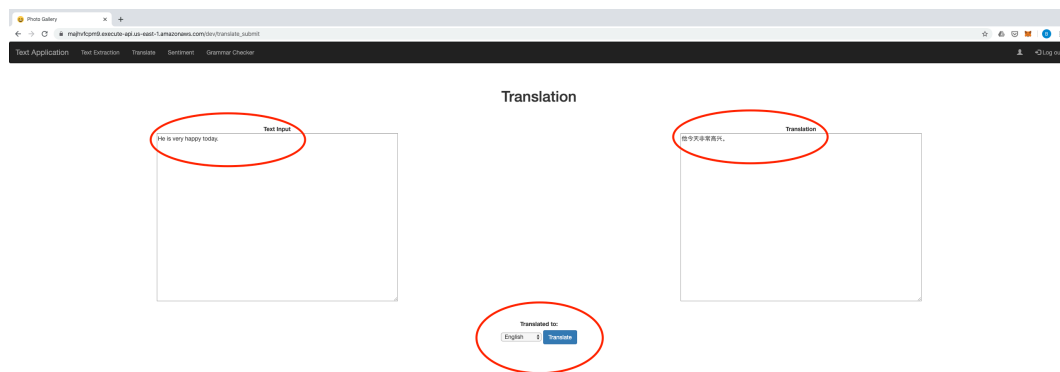 Photo Gallery
majhvfcpm9.execute-api.us-east-1.amazonaws.com/dev/translate_submit
Text Application Text Extraction Translate Sentiment Grammar Checker Log ou
Translation
Text Input Translation
He is very happy today. 他今天非常高兴。
Translated to:
English Translate